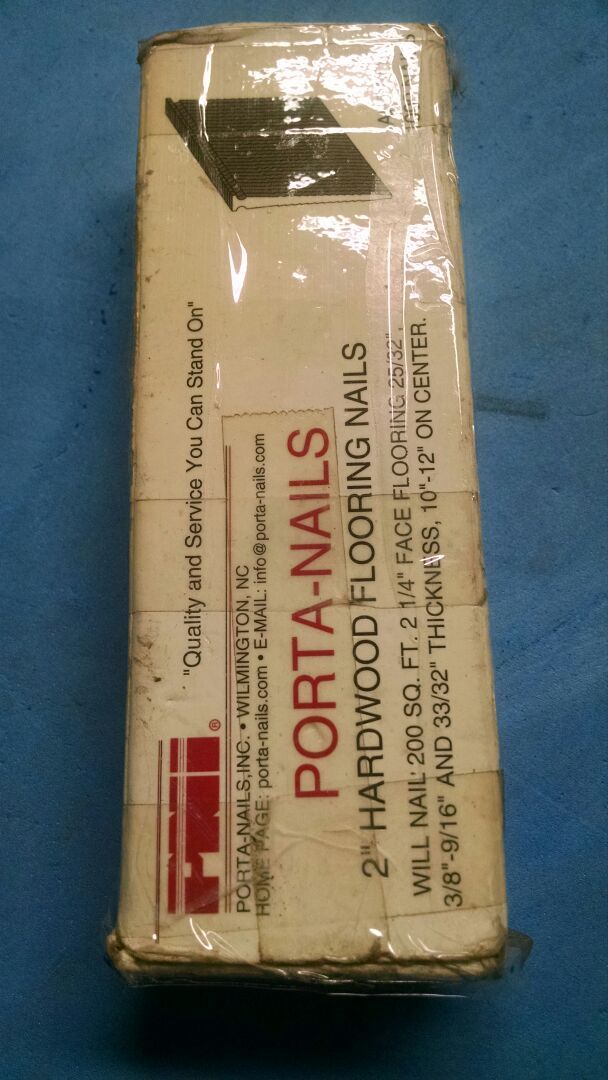 "Quality and Service You Can Stand On"
PNI®
PORTA-NAILS, INC. • WILMINGTON, NC
HOME PAGE: porta-nails.com • E-MAIL: info@porta-nails.com
PORTA-NAILS
2" HARDWOOD FLOORING NAILS
WILL NAIL: 200 SQ. FT. 2 1/4" FACE FLOORING 25/32",
3/8"-9/16" AND 33/32" THICKNESS, 10"-12" ON CENTER.